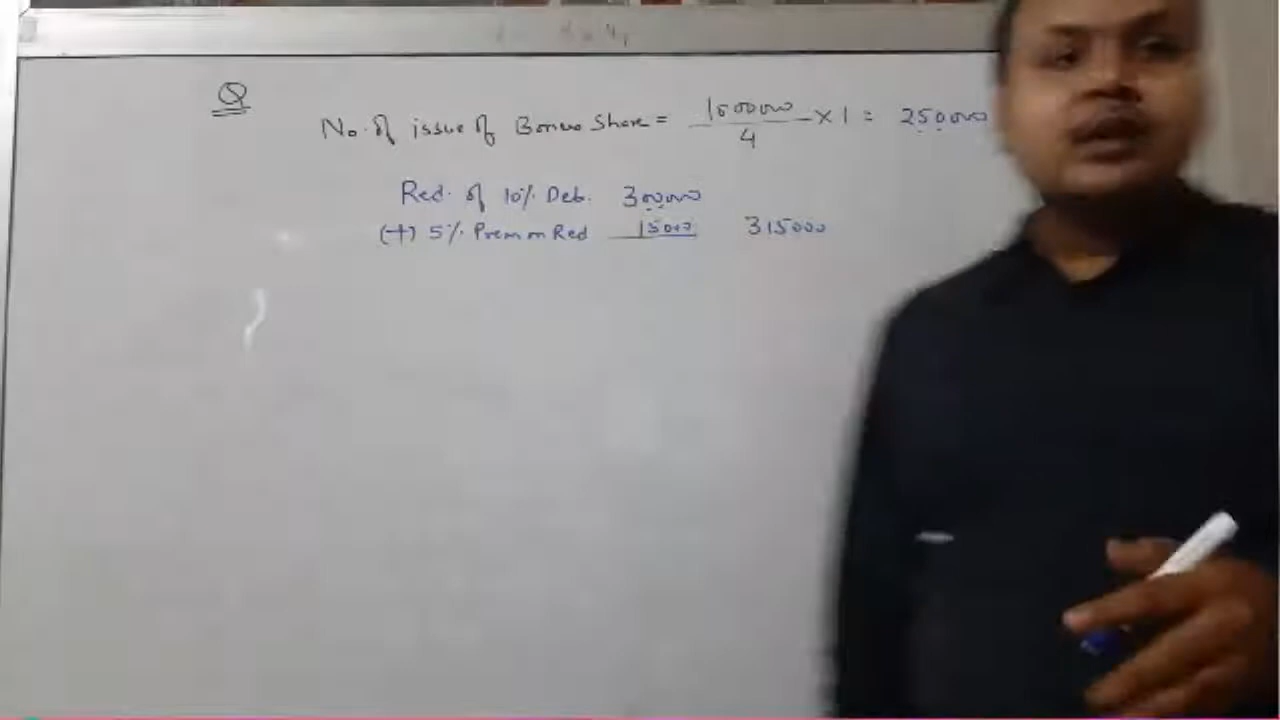 Q
No. of issue of Bonus Share = 1000000/4 × 1 = 250000
Red. of 10% Deb. 300000
(+) 5% Prem on Red 15000 315000